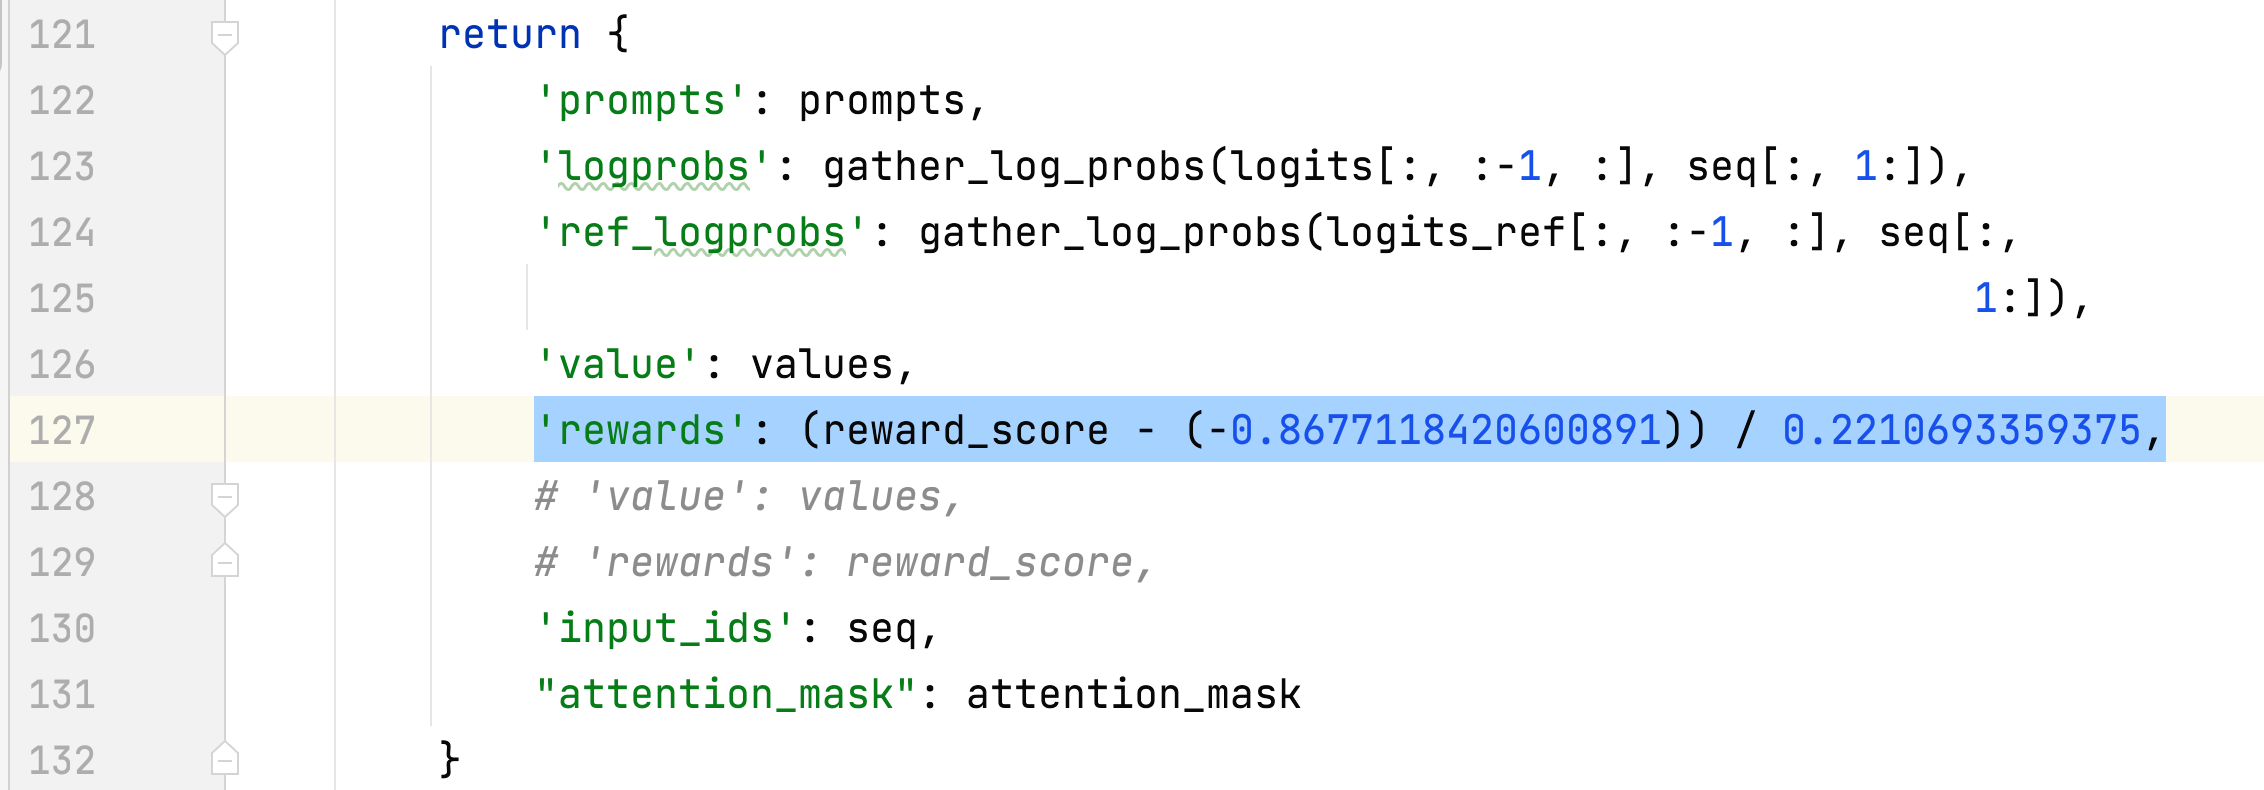 121 return {
122 'prompts': prompts,
123 'logprobs': gather_log_probs(logits[:, :-1, :], seq[:, 1:]),
124 'ref_logprobs': gather_log_probs(logits_ref[:, :-1, :], seq[:,
125 1:]),
126 'value': values,
127 'rewards': (reward_score - (-0.8677118420600891)) / 0.2210693359375,
128 # 'value': values,
129 # 'rewards': reward_score,
130 'input_ids': seq,
131 "attention_mask": attention_mask
132 }